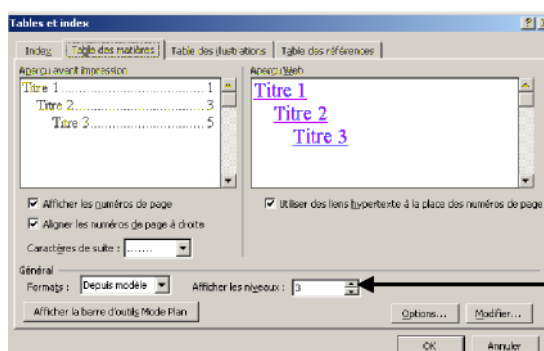 Tables et index
Index Table des matières Table des illustrations Table des références
Aperçu avant impression
Titre 1 ........ 1
Titre 2 ........ 3
Titre 3 ........ 5
Aperçu Web
Titre 1
Titre 2
Titre 3
Afficher les numéros de page
Utiliser des liens hypertexte à la place des numéros de page
Aligner les numéros de page à droite
Caractères de suite : .......
Général
Formats : Depuis modèle Afficher les niveaux : 3
Afficher la barre d'outils Mode Plan Options... Modifier...
OK Annuler